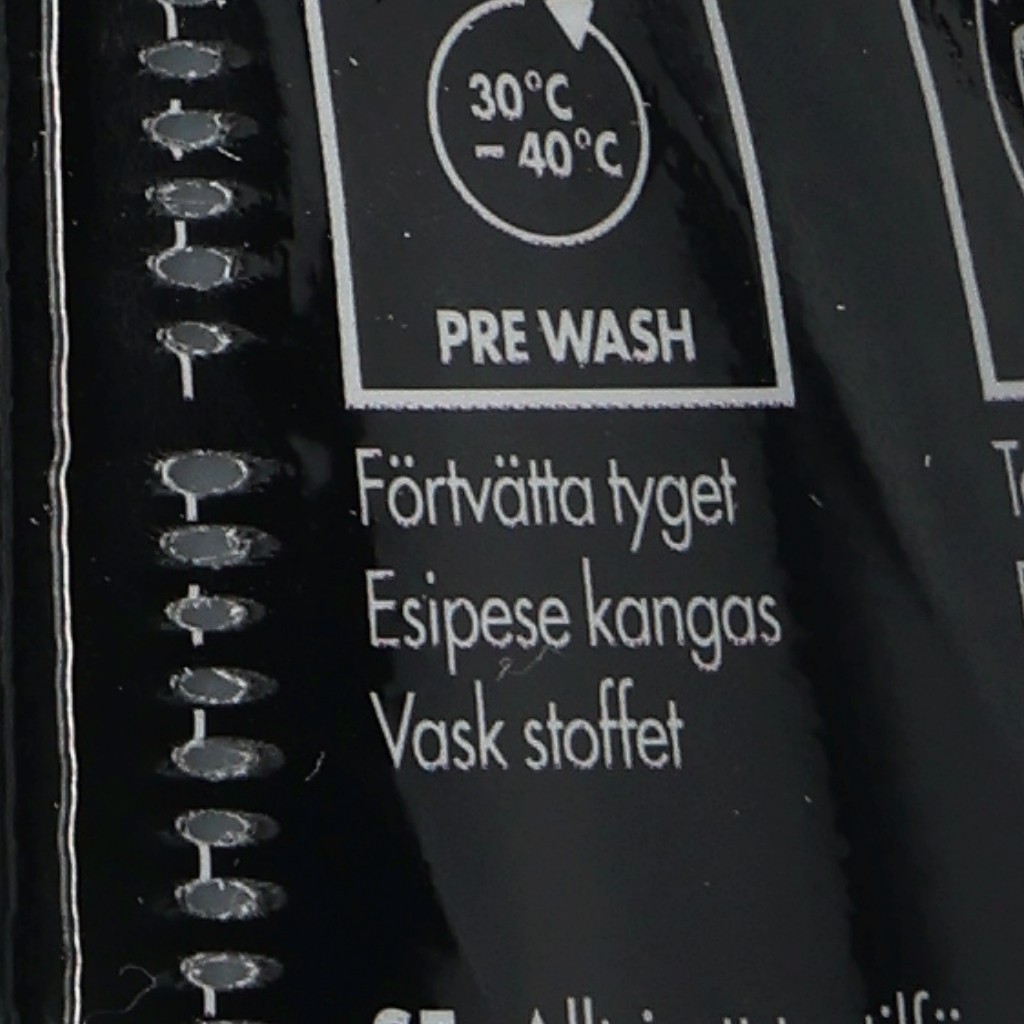 30°C
– 40°C
PRE WASH
Förtvätta tyget
Esipese kangas
Vask stoffet